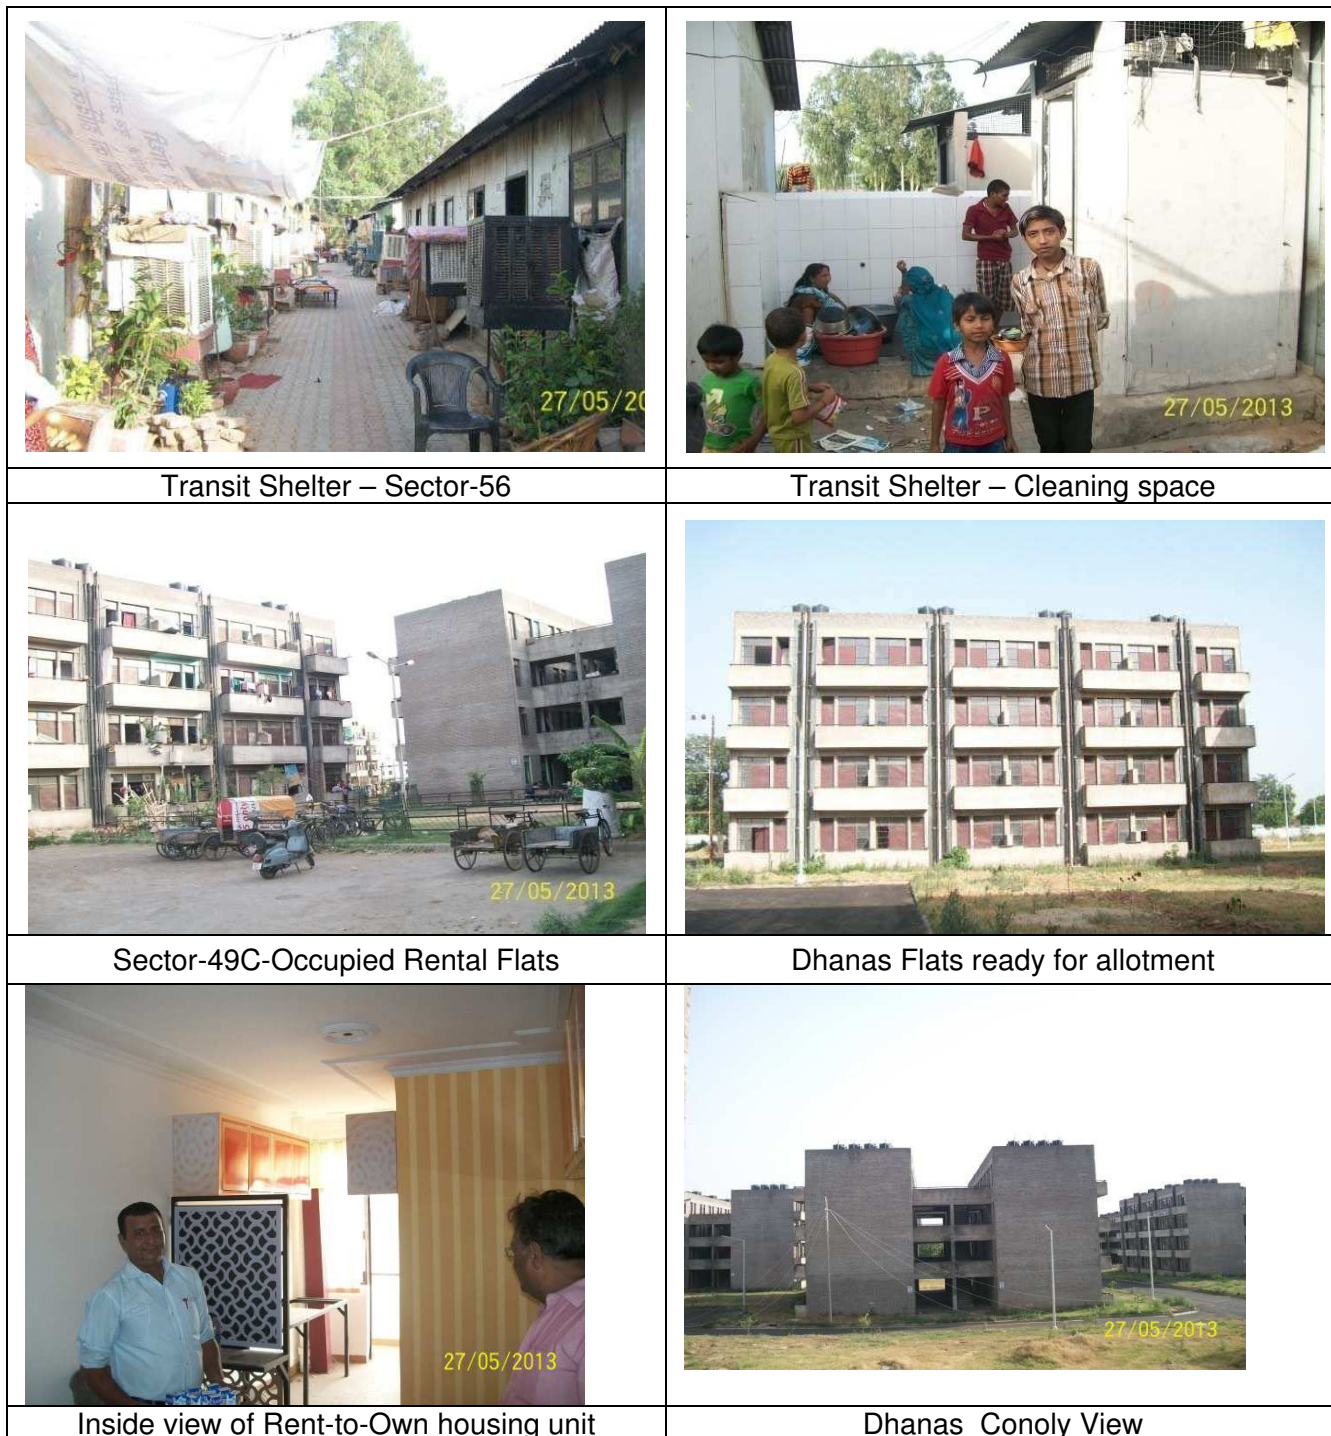 27/05/20
27/05/2013
Transit Shelter – Sector-56
Transit Shelter – Cleaning space
27/05/2013
Sector-49C-Occupied Rental Flats
Dhanas Flats ready for allotment
27/05/2013
27/05/2013
Inside view of Rent-to-Own housing unit
Dhanas Conoly View